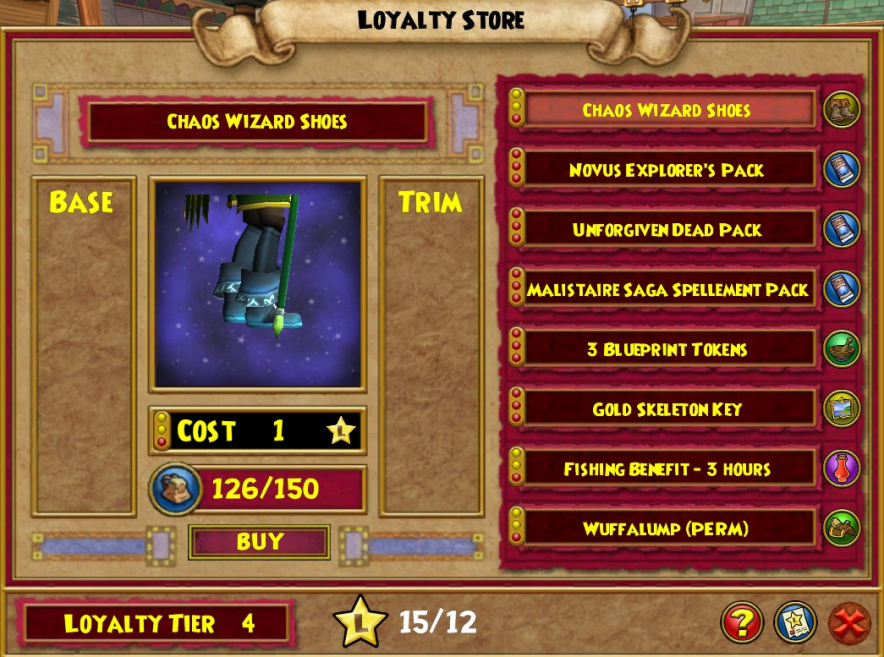 LOYALTY STORE
CHAOS WIZARD SHOES
BASE
TRIM
COST 1
L
126/150
BUY
CHAOS WIZARD SHOES
NOVUS EXPLORER'S PACK
UNFORGIVEN DEAD PACK
MALISTAIRE SAGA SPELLEMENT PACK
3 BLUEPRINT TOKENS
GOLD SKELETON KEY
FISHING BENEFIT - 3 HOURS
WUFFALUMP (PERM)
LOYALTY TIER 4
L
15/12
?